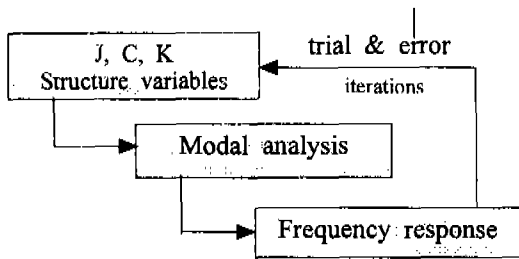 J, C, K
Structure variables
trial & error
iterations
Modal analysis
Frequency response